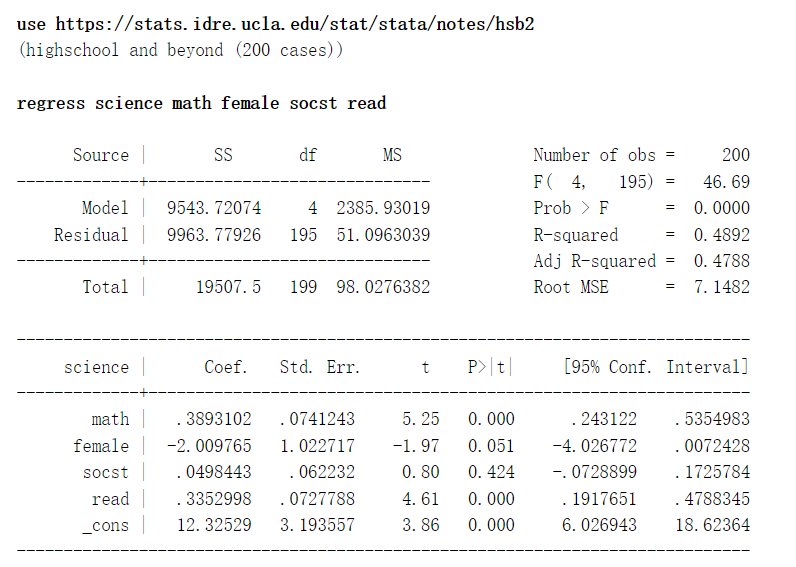 use https://stats.idre.ucla.edu/stat/stata/notes/hsb2
(highschool and beyond (200 cases))
regress science math female socst read
      Source |       SS       df       MS              Number of obs =     200
-------------+------------------------------           F(  4,   195) =   46.69
       Model | 9543.72074     4 2385.93019           Prob > F      =  0.0000
    Residual | 9963.77926   195 51.0963039           R-squared     =  0.4892
-------------+------------------------------           Adj R-squared =  0.4788
       Total |    19507.5   199 98.0276382           Root MSE      =  7.1482
------------------------------------------------------------------------------
     science |      Coef.   Std. Err.      t    P>|t|     [95% Conf. Interval]
-------------+----------------------------------------------------------------
        math |   .3893102   .0741243     5.25   0.000      .243122    .5354983
      female |  -2.009765   1.022717    -1.97   0.051    -4.026772    .0072428
       socst |   .0498443    .062232     0.80   0.424    -.0728899    .1725784
        read |   .3352998   .0727788     4.61   0.000     .1917651    .4788345
       _cons |   12.32529   3.193557     3.86   0.000     6.026943    18.62364
------------------------------------------------------------------------------